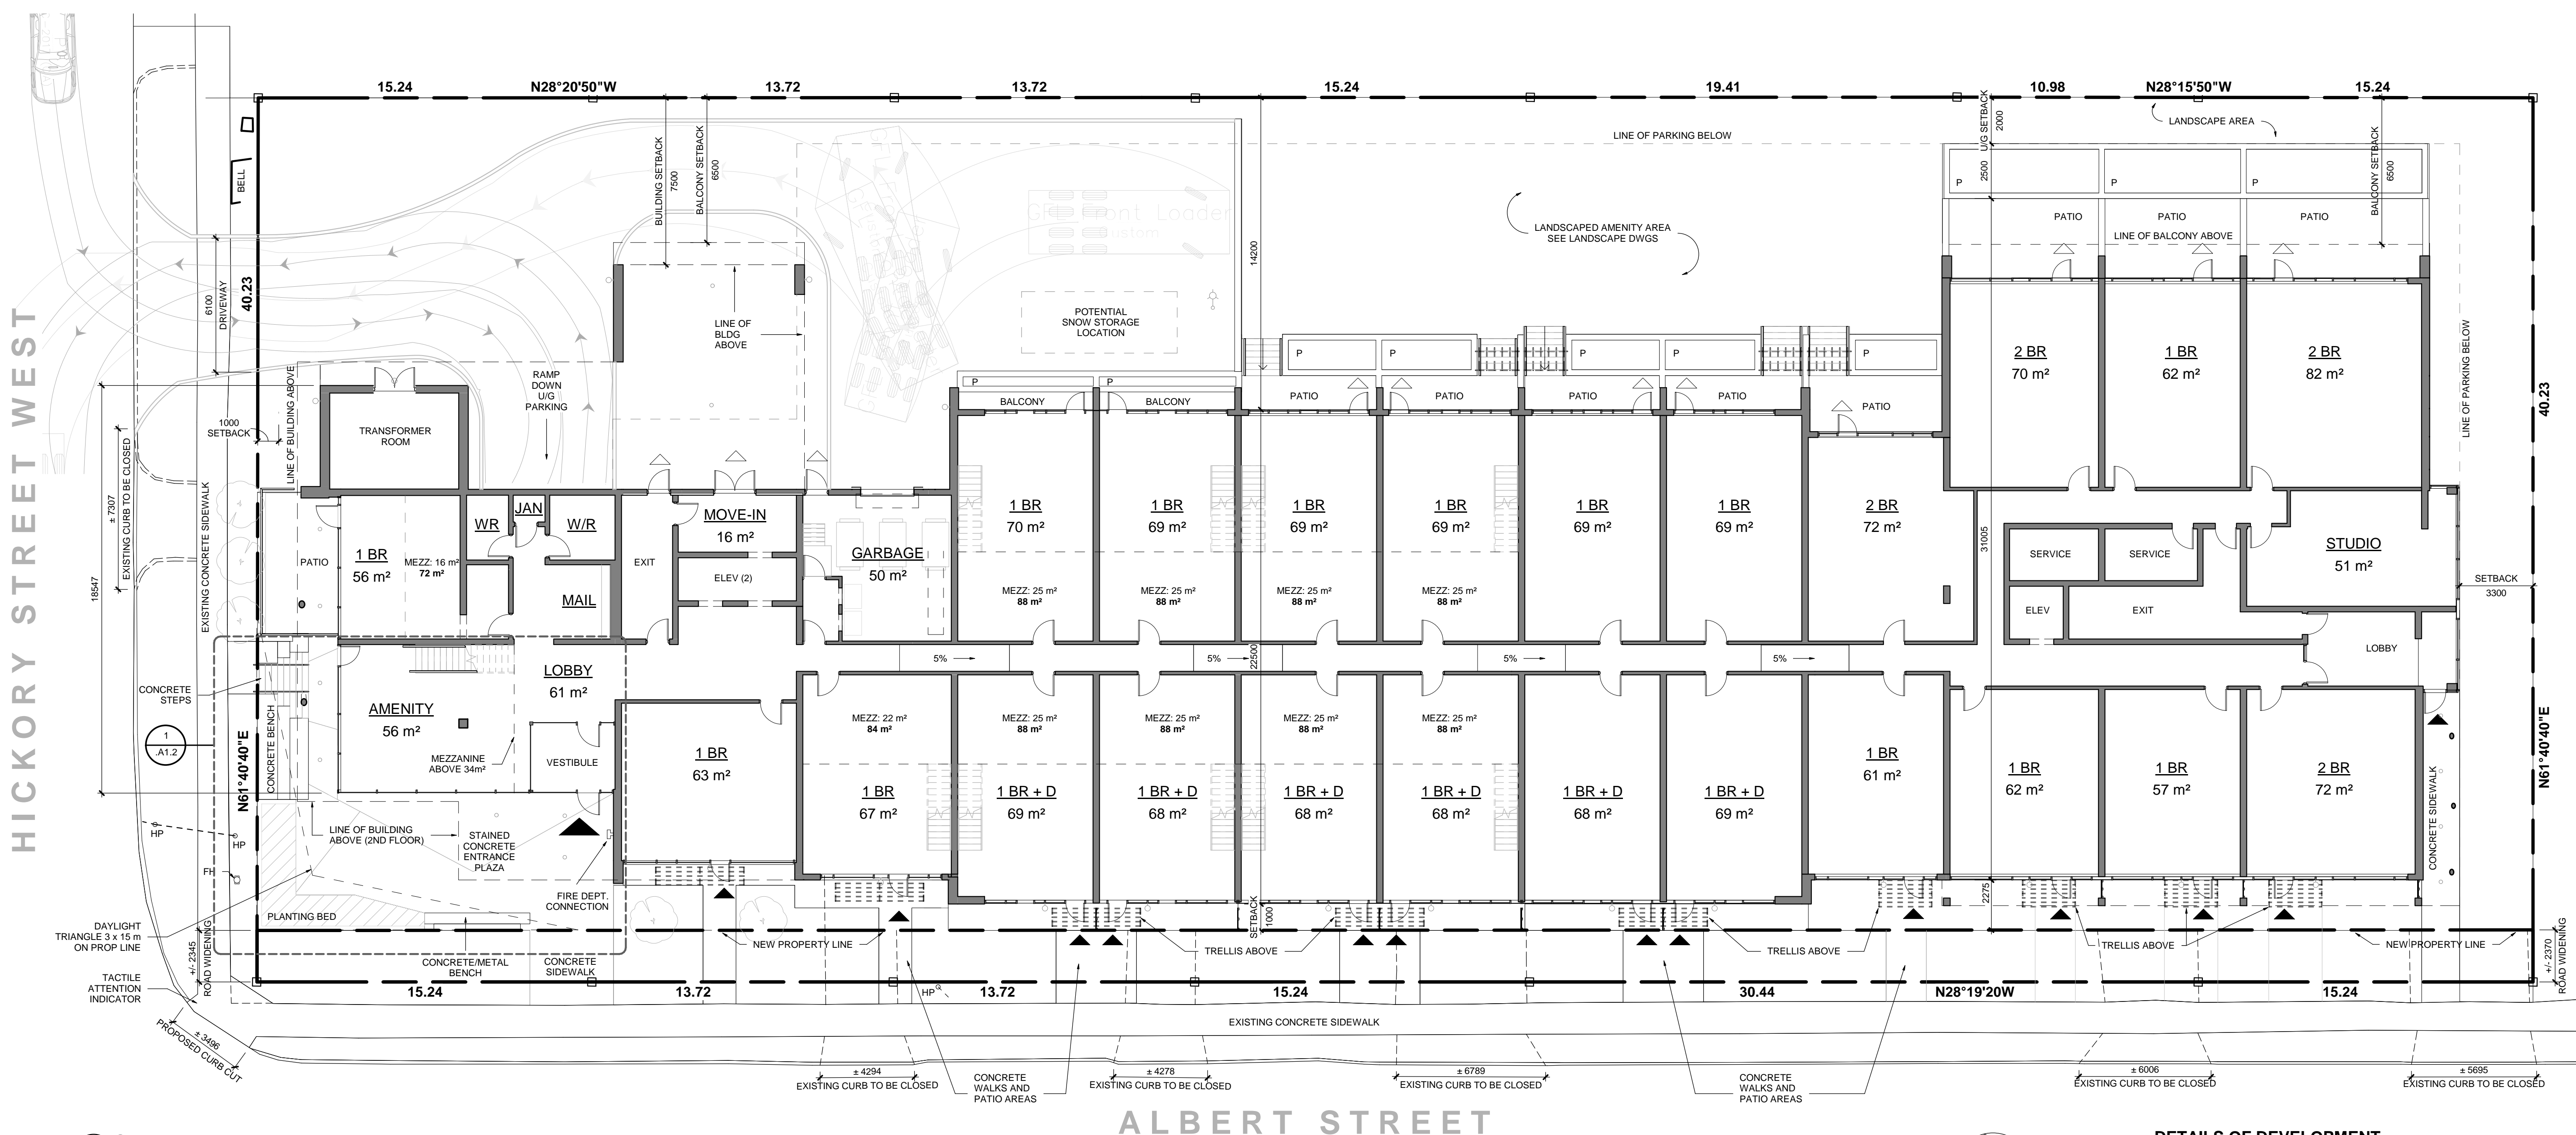 15.24
N28°20'50"W
13.72
13.72
15.24
19.41
10.98
N28°15'50"W
15.24
BELL
40.23
6100
DRIVEWAY
HICKORY STREET WEST
BUILDING SETBACK
7500
BALCONY SETBACK
6500
LINE OF
BLDG
ABOVE
GFL Front Loader
custom
POTENTIAL
SNOW STORAGE
LOCATION
14200
LINE OF PARKING BELOW
LANDSCAPED AMENITY AREA
SEE LANDSCAPE DWGS
U/G SETBACK
2000
2500
LANDSCAPE AREA
BALCONY SETBACK
6500
P
P
P
PATIO
PATIO
PATIO
LINE OF BALCONY ABOVE
LINE OF PARKING BELOW
40.23
RAMP
DOWN
U/G
PARKING
1000
SETBACK
LINE OF BUILDING ABOVE
TRANSFORMER
ROOM
± 7307
EXISTING CURB TO BE CLOSED
18547
EXISTING CONCRETE SIDEWALK
P
P
P
P
P
P
P
BALCONY
BALCONY
PATIO
PATIO
PATIO
PATIO
PATIO
2 BR
70 m²
1 BR
62 m²
2 BR
82 m²
PATIO
1 BR
56 m²
MEZZ: 16 m²
72 m²
WR
JAN
W/R
MAIL
EXIT
MOVE-IN
16 m²
ELEV (2)
GARBAGE
50 m²
1 BR
70 m²
MEZZ: 25 m²
88 m²
1 BR
69 m²
MEZZ: 25 m²
88 m²
1 BR
69 m²
MEZZ: 25 m²
88 m²
1 BR
69 m²
MEZZ: 25 m²
88 m²
1 BR
69 m²
1 BR
69 m²
2 BR
72 m²
31005
SERVICE
SERVICE
ELEV
EXIT
STUDIO
51 m²
SETBACK
3300
LOBBY
5%
5%
5%
5%
22500
CONCRETE
STEPS
1
.A1.2
CONCRETE BENCH
N61°40'40"E
AMENITY
56 m²
LOBBY
61 m²
MEZZANINE
ABOVE 34m²
VESTIBULE
1 BR
63 m²
MEZZ: 22 m²
84 m²
1 BR
67 m²
MEZZ: 25 m²
88 m²
1 BR + D
69 m²
MEZZ: 25 m²
88 m²
1 BR + D
68 m²
MEZZ: 25 m²
88 m²
1 BR + D
68 m²
MEZZ: 25 m²
88 m²
1 BR + D
68 m²
1 BR + D
68 m²
1 BR + D
69 m²
1 BR
61 m²
1 BR
62 m²
1 BR
57 m²
2 BR
72 m²
CONCRETE SIDEWALK
N61°40'40"E
HP
HP
FH
LINE OF BUILDING
ABOVE (2ND FLOOR)
STAINED
CONCRETE
ENTRANCE
PLAZA
FIRE DEPT.
CONNECTION
PLANTING BED
DAYLIGHT
TRIANGLE 3 x 15 m
ON PROP LINE
TACTILE
ATTENTION
INDICATOR
+/- 2345
ROAD WIDENING
CONCRETE/METAL
BENCH
CONCRETE
SIDEWALK
NEW PROPERTY LINE
SETBACK
1000
TRELLIS ABOVE
TRELLIS ABOVE
2275
TRELLIS ABOVE
NEW PROPERTY LINE
+/- 2370
ROAD WIDENING
15.24
13.72
HP
13.72
15.24
30.44
N28°19'20W
15.24
± 3496
PROPOSED CURB CUT
EXISTING CONCRETE SIDEWALK
± 4294
EXISTING CURB TO BE CLOSED
CONCRETE
WALKS AND
PATIO AREAS
± 4278
EXISTING CURB TO BE CLOSED
± 6789
EXISTING CURB TO BE CLOSED
CONCRETE
WALKS AND
PATIO AREAS
± 6006
EXISTING CURB TO BE CLOSED
± 5695
EXISTING CURB TO BE CLOSED
ALBERT STREET
DETAILS OF DEVELOPMENT